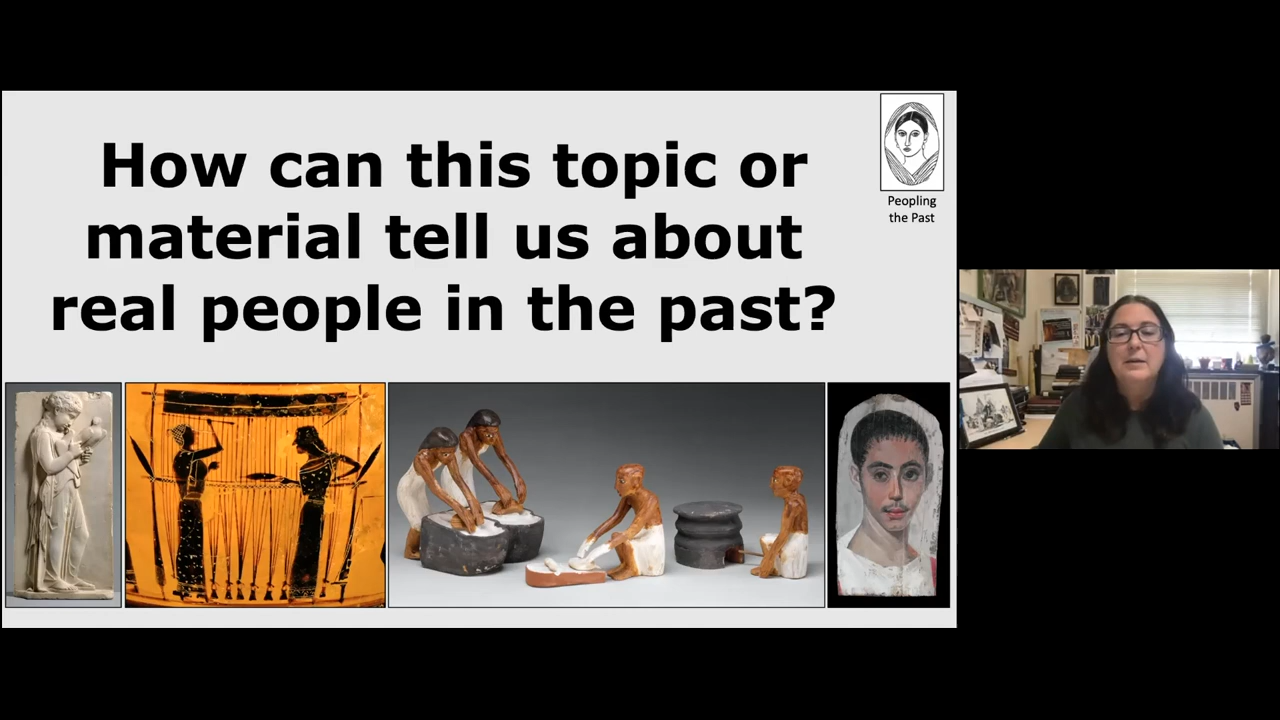 How can this topic or
material tell us about
real people in the past?
Peopling
the Past